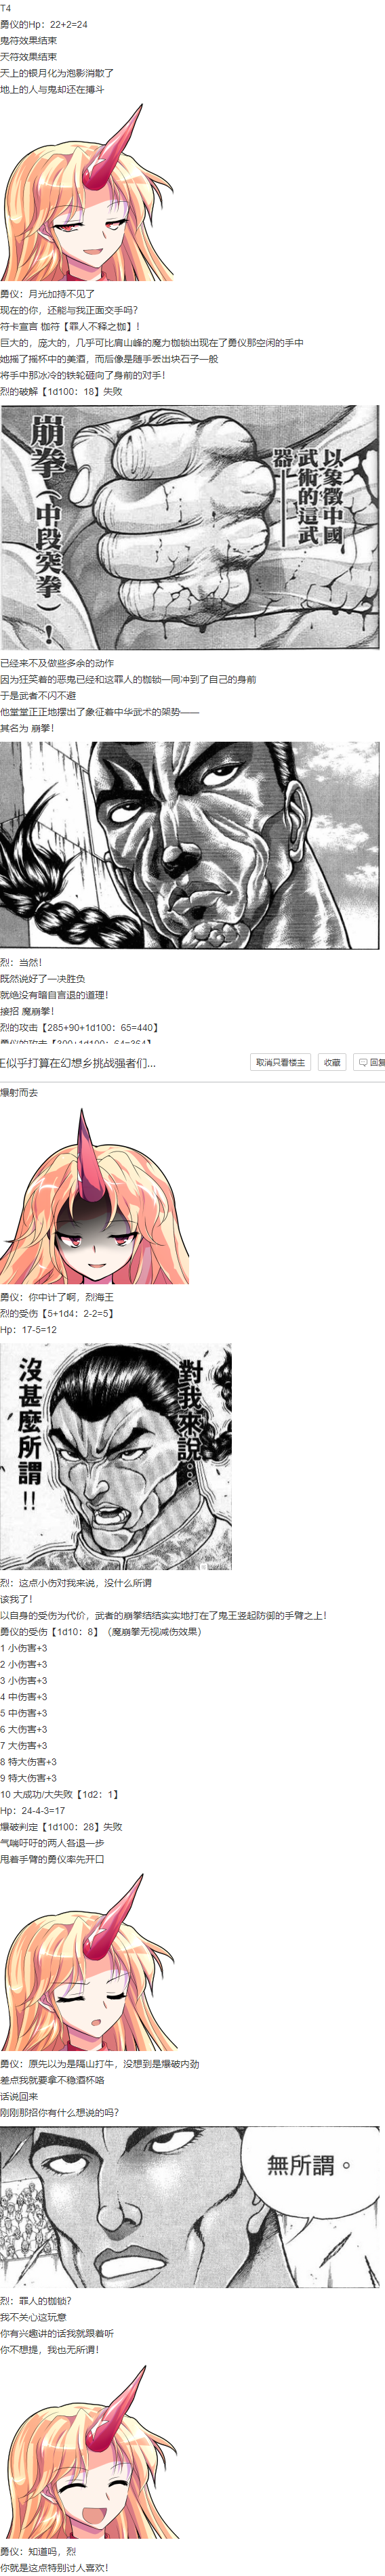 T4
勇仪的Hp：22+2=24
鬼符效果结束
天符效果结束
天上的银月化为泡影消散了
地上的人与鬼却还在搏斗
勇仪：月光加持不见了
现在的你，还能与我正面交手吗？
符卡宣言 枷符【罪人不释之枷】！
巨大的，庞大的，几乎可比肩山峰的魔力枷锁出现在了勇仪那空闲的手中
她摇了摇杯中的美酒，而后像是随手丢出块石子一般
将手中那冰冷的铁轮砸向了身前的对手！
烈的破解【1d100：18】失败
以象徵中國
武術的這武
器——
崩拳（中段突拳）！
已经来不及做些多余的动作
因为狂笑着的恶鬼已经和这罪人的枷锁一同冲到了自己的身前
于是武者不闪不避
他堂堂正正地摆出了象征着中华武术的架势——
其名为 崩拳！
烈：当然！
既然说好了一决胜负
就绝没有暗自言退的道理！
接招 魔崩拳！
烈的攻击【285+90+1d100：65=440】
勇仪的攻击【300+1d100：64=364】
王似乎打算在幻想乡挑战强者们...
取消只看楼主
收藏
回复
爆射而去
勇仪：你中计了啊，烈海王
烈的受伤【5+1d4：2-2=5】
Hp：17-5=12
對我來說⋯⋯
沒甚麼所謂!!
烈：这点小伤对我来说，没什么所谓
该我了！
以自身的受伤为代价，武者的崩拳结结实实地打在了鬼王竖起防御的手臂之上！
勇仪的受伤【1d10：8】（魔崩拳无视减伤效果）
1 小伤害+3
2 小伤害+3
3 小伤害+3
4 中伤害+3
5 中伤害+3
6 大伤害+3
7 大伤害+3
8 特大伤害+3
9 特大伤害+3
10 大成功/大失败【1d2：1】
Hp：24-4-3=17
爆破判定【1d100：28】失败
气喘吁吁的两人各退一步
甩着手臂的勇仪率先开口
勇仪：原先以为是隔山打牛，没想到是爆破内劲
差点我就要拿不稳酒杯咯
话说回来
刚刚那招你有什么想说的吗？
無所謂。
烈：罪人的枷锁？
我不关心这玩意
你有兴趣讲的话我就跟着听
你不想提，我也无所谓！
勇仪：知道吗，烈
你就是这点特别讨人喜欢！